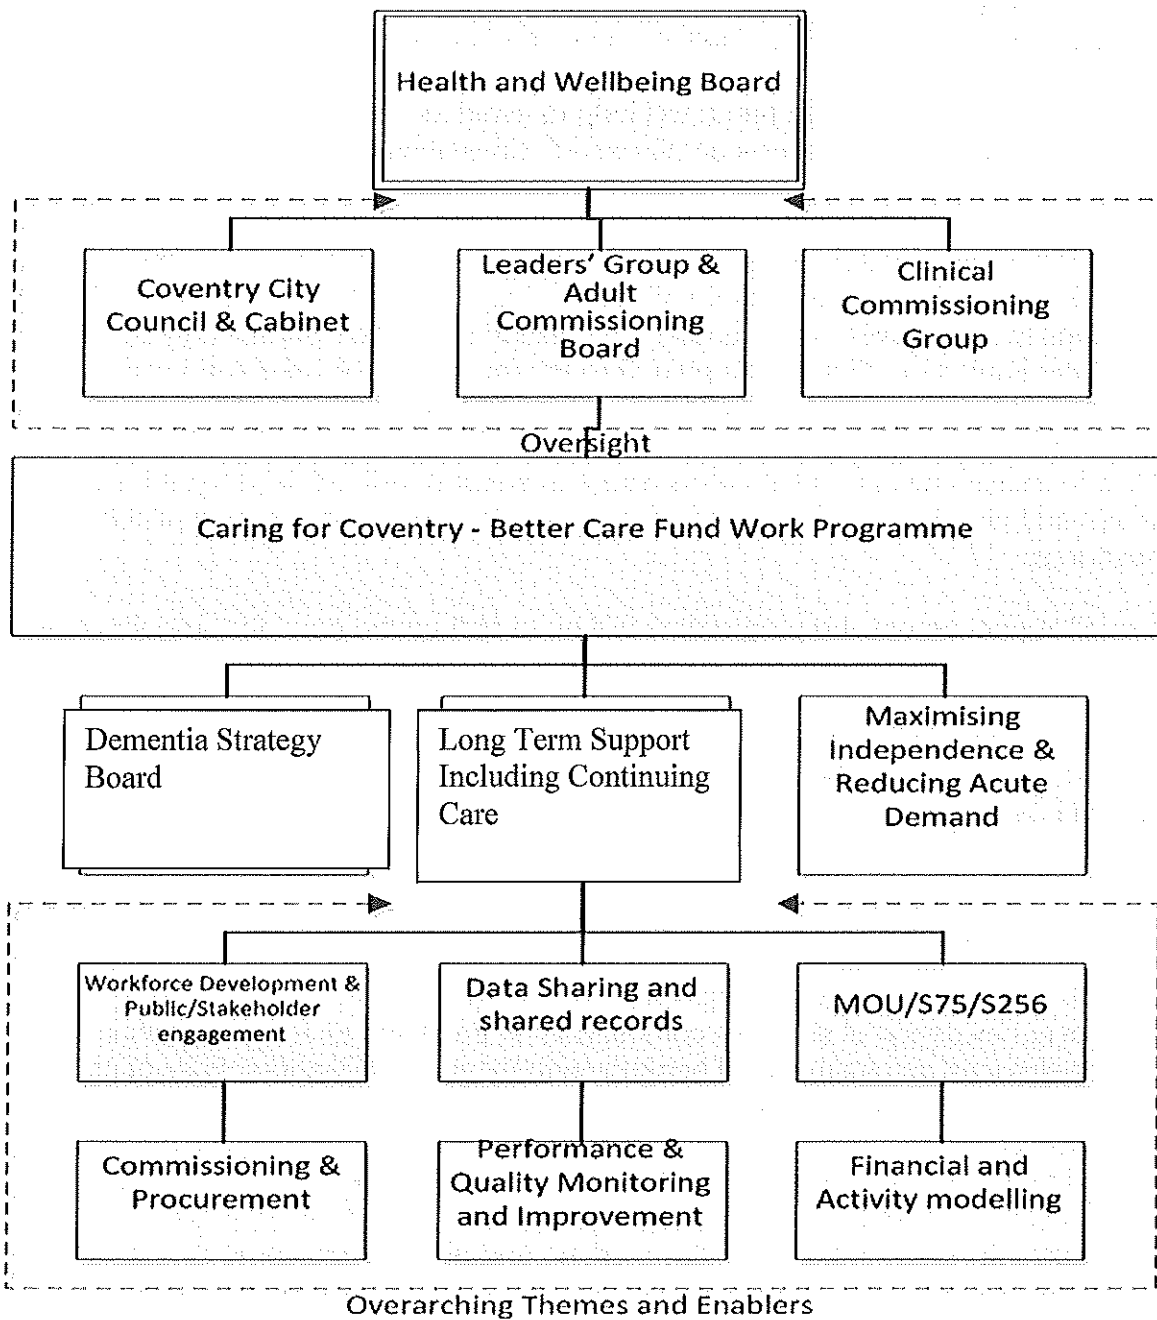 Health and Wellbeing Board
Coventry City
Council & Cabinet
Leaders' Group &
Adult
Commissioning
Board
Clinical
Commissioning
Group
Oversight
Caring for Coventry - Better Care Fund Work Programme
Dementia Strategy
Board
Long Term Support
Including Continuing
Care
Maximising
Independence &
Reducing Acute
Demand
Workforce Development &
Public/Stakeholder
engagement
Data Sharing and
shared records
MOU/S75/S256
Commissioning &
Procurement
Performance &
Quality Monitoring
and Improvement
Financial and
Activity modelling
Overarching Themes and Enablers